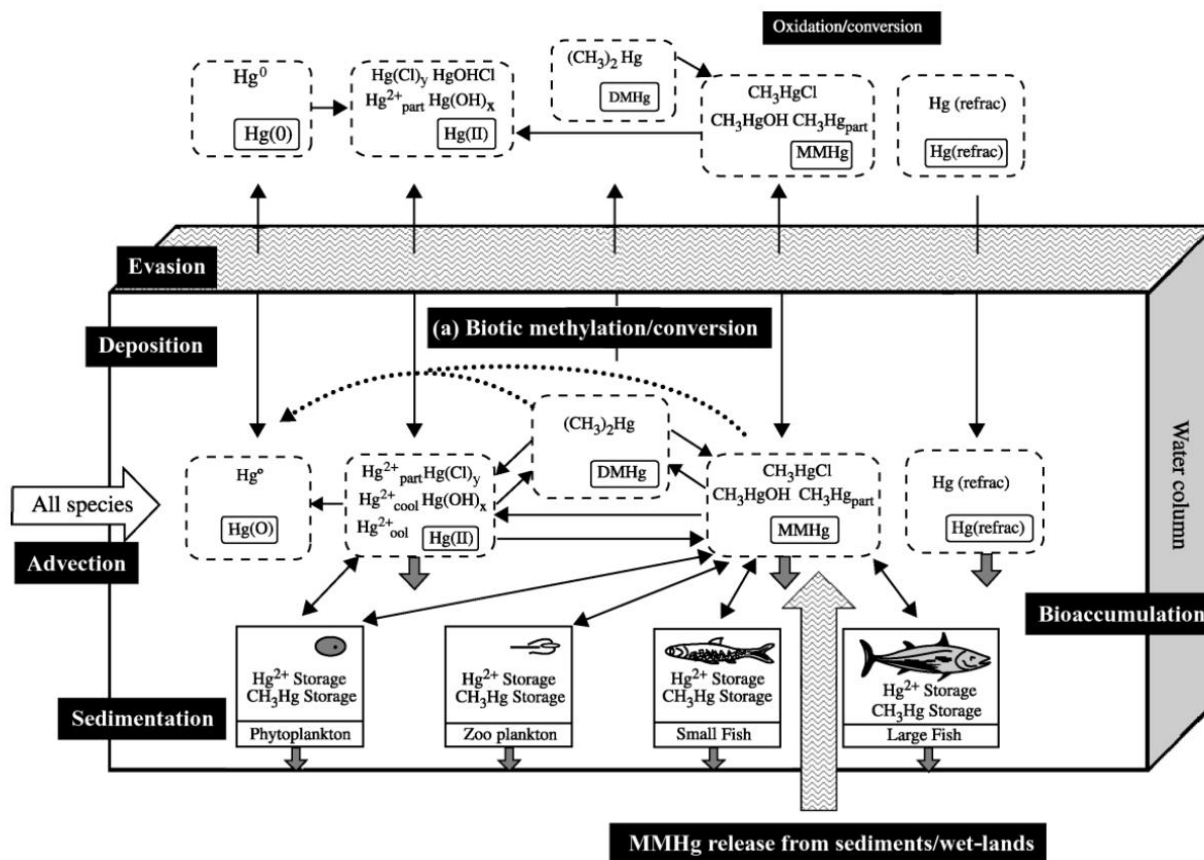 Oxidation/conversion
Hg⁰
Hg(0)
Hg(Cl)y HgOHCl
Hg²⁺part Hg(OH)x
Hg(II)
(CH₃)₂ Hg
DMHg
CH₃HgCl
CH₃HgOH CH₃Hgpart
MMHg
Hg (refrac)
Hg(refrac)
Evasion
Deposition
(a) Biotic methylation/conversion
Water column
All species
Advection
Hg°
Hg(O)
Hg²⁺part Hg(Cl)y
Hg²⁺cool Hg(OH)x
Hg²⁺ool
Hg(II)
(CH₃)₂Hg
DMHg
CH₃HgCl
CH₃HgOH CH₃Hgpart
MMHg
Hg (refrac)
Hg(refrac)
Bioaccumulation
Sedimentation
Hg²⁺ Storage
CH₃Hg Storage
Phytoplankton
Hg²⁺ Storage
CH₃Hg Storage
Zoo plankton
Hg²⁺ Storage
CH₃Hg Storage
Small Fish
Hg²⁺ Storage
CH₃Hg Storage
Large Fish
MMHg release from sediments/wet-lands